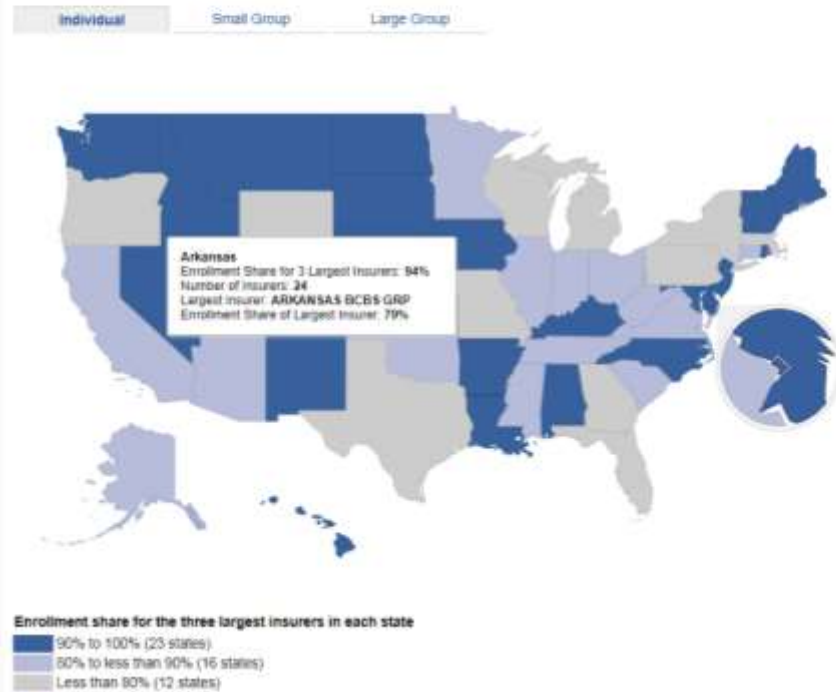 Individual Small Group Large Group
Arkansas
Enrollment Share for 3 Largest Insurers: 94%
Number of Insurers: 24
Largest Insurer: ARKANSAS BCBS GRP
Enrollment Share of Largest Insurer: 79%
Enrollment share for the three largest insurers in each state
90% to 100% (23 states)
80% to less than 90% (16 states)
Less than 80% (12 states)